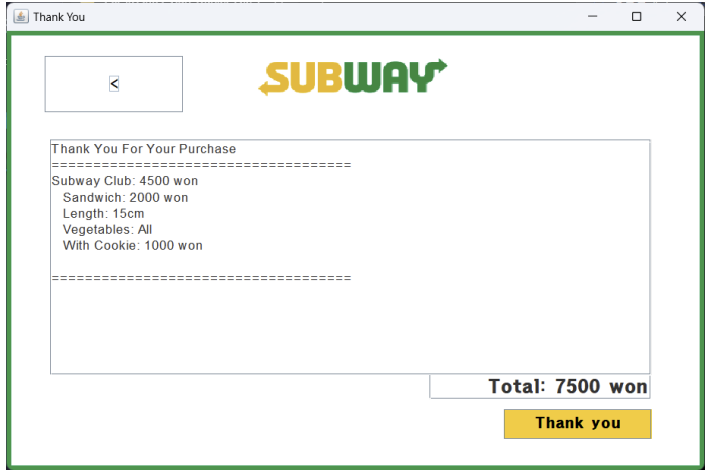 Thank You
<
SUBWAY
Thank You For Your Purchase
====================================
Subway Club: 4500 won
Sandwich: 2000 won
Length: 15cm
Vegetables: All
With Cookie: 1000 won
====================================
Total: 7500 won
Thank you